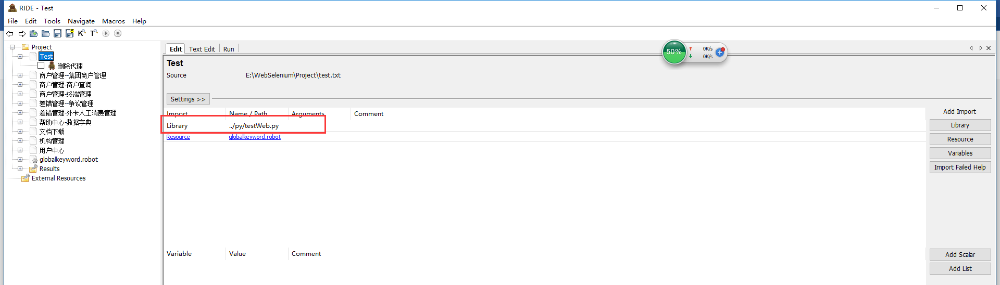 RIDE - Test
File Edit Tools Navigate Macros Help
Project
Test
删除代理
商户管理--集团商户管理
商户管理-商户查询
商户管理-终端管理
差错管理--争议管理
差错管理-外卡人工消费管理
帮助中心-数据字典
文档下载
机构管理
用户中心
globalkeyword.robot
Results
External Resources
Edit Text Edit Run
50% 0K/s
0K/s
Test
Source E:\WebSelenium\Project\test.txt
Settings >>
Import Name / Path Arguments Comment
Library ../py/testWeb.py
Resource globalkeyword.robot
Add Import
Library
Resource
Variables
Import Failed Help
Variable Value Comment
Add Scalar
Add List